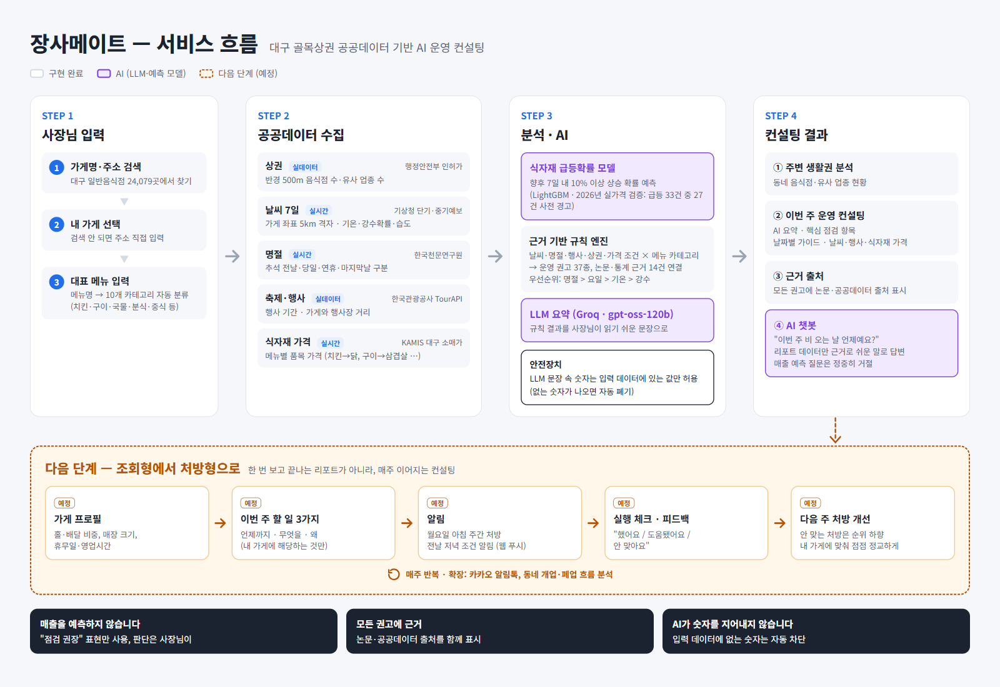 장사메이트 — 서비스 흐름 대구 골목상권 공공데이터 기반 AI 운영 컨설팅
구현 완료 AI (LLM·예측 모델) 다음 단계 (예정)
STEP 1
사장님 입력
1 가게명·주소 검색
대구 일반음식점 24,079곳에서 찾기
2 내 가게 선택
검색 안 되면 주소 직접 입력
3 대표 메뉴 입력
메뉴명 → 10개 카테고리 자동 분류
(치킨·구이·국물·분식·중식 등)
STEP 2
공공데이터 수집
상권 실데이터 행정안전부 인허가
반경 500m 음식점 수·유사 업종 수
날씨 7일 실시간 기상청 단기·중기예보
가게 좌표 5km 격자 · 기온·강수확률·습도
명절 실시간 한국천문연구원
추석 전날·당일·연휴·마지막날 구분
축제·행사 실데이터 한국관광공사 TourAPI
행사 기간 · 가게와 행사장 거리
식자재 가격 실시간 KAMIS 대구 소매가
메뉴별 품목 가격 (치킨→닭, 구이→삼겹살 …)
STEP 3
분석 · AI
식자재 급등확률 모델
향후 7일 내 10% 이상 상승 확률 예측
(LightGBM · 2026년 실가격 검증: 급등 33건 중 27
건 사전 경고)
근거 기반 규칙 엔진
날씨·명절·행사·상권·가격 조건 × 메뉴 카테고리
→ 운영 권고 37종, 논문·통계 근거 14건 연결
우선순위: 명절 > 요일 > 기온 > 강수
LLM 요약 (Groq · gpt-oss-120b)
규칙 결과를 사장님이 읽기 쉬운 문장으로
안전장치
LLM 문장 속 숫자는 입력 데이터에 있는 값만 허용
(없는 숫자가 나오면 자동 폐기)
STEP 4
컨설팅 결과
① 주변 생활권 분석
동네 음식점·유사 업종 현황
② 이번 주 운영 컨설팅
AI 요약 · 핵심 점검 항목
날짜별 가이드 · 날씨·행사·식자재 가격
③ 근거 출처
모든 권고에 논문·공공데이터 출처 표시
④ AI 챗봇
"이번 주 비 오는 날 언제예요?"
리포트 데이터만 근거로 쉬운 말로 답변
매출 예측 질문은 정중히 거절
다음 단계 — 조회형에서 처방형으로 한 번 보고 끝나는 리포트가 아니라, 매주 이어지는 컨설팅
예정
가게 프로필
홀·배달 비중, 매장 크기,
휴무일·영업시간
예정
이번 주 할 일 3가지
언제까지 · 무엇을 · 왜
(내 가게에 해당하는 것만)
예정
알림
월요일 아침 주간 처방
전날 저녁 조건 알림 (웹 푸시)
예정
실행 체크 · 피드백
"했어요 / 도움됐어요 /
안 맞아요"
예정
다음 주 처방 개선
안 맞는 처방은 순위 하향
내 가게에 맞춰 점점 정교하게
매주 반복 · 확장: 카카오 알림톡, 동네 개업·폐업 흐름 분석
매출을 예측하지 않습니다
"점검 권장" 표현만 사용, 판단은 사장님이
모든 권고에 근거
논문·공공데이터 출처를 함께 표시
AI가 숫자를 지어내지 않습니다
입력 데이터에 없는 숫자는 자동 차단